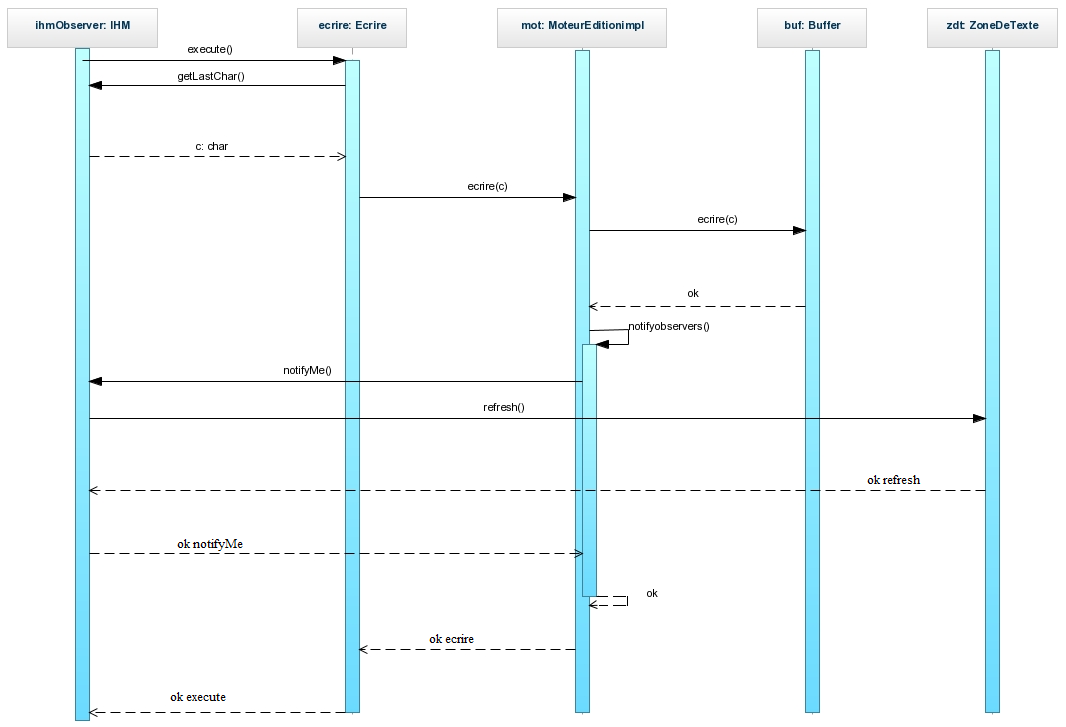 ihmObserver: IHM
ecrire: Ecrire
mot: MoteurEditionimpl
buf: Buffer
zdt: ZoneDeTexte
execute()
getLastChar()
c: char
ecrire(c)
ecrire(c)
ok
notifyobservers()
notifyMe()
refresh()
ok refresh
ok notifyMe
ok
ok ecrire
ok execute